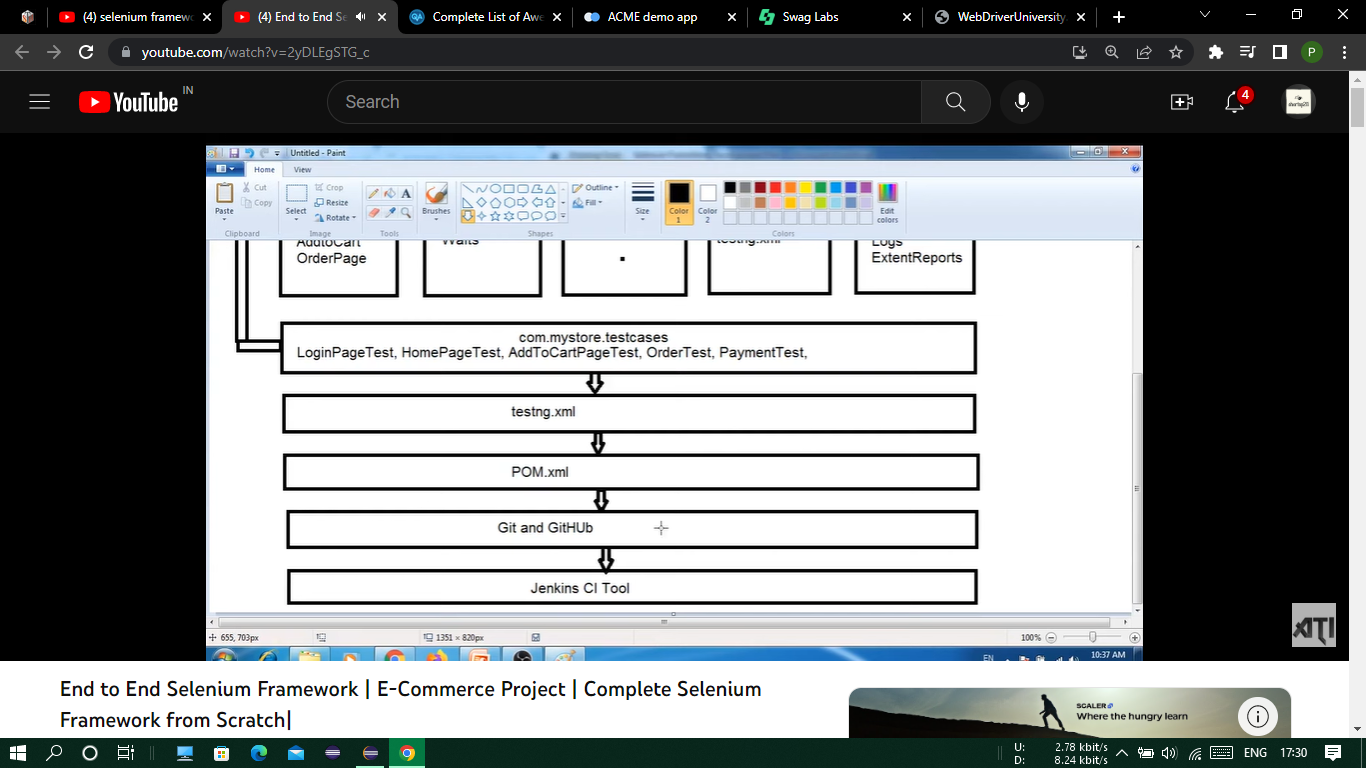 (4) selenium framew
(4) End to End Se
Complete List of Awe
ACME demo app
Swag Labs
WebDriverUniversity.
youtube.com/watch?v=2yDLEgSTG_c
P
YouTube IN
Search
4
Untitled - Paint
Home
View
Paste
Cut
Copy
Clipboard
Select
Crop
Resize
Rotate
Image
A
Tools
Brushes
Shapes
Outline
Fill
Size
Color 1
Color 2
Edit colors
Colors
AddtoCart
OrderPage
Waits
testng.xml
Logs
ExtentReports
com.mystore.testcases
LoginPageTest, HomePageTest, AddToCartPageTest, OrderTest, PaymentTest,
testng.xml
POM.xml
Git and GitHUb
Jenkins CI Tool
655, 703px
1351 × 820px
100%
EN
10:37 AM
ATI
End to End Selenium Framework | E-Commerce Project | Complete Selenium
Framework from Scratch|
SCALER
Where the hungry learn
U: 2.78 kbit/s
D: 8.24 kbit/s
ENG
17:30